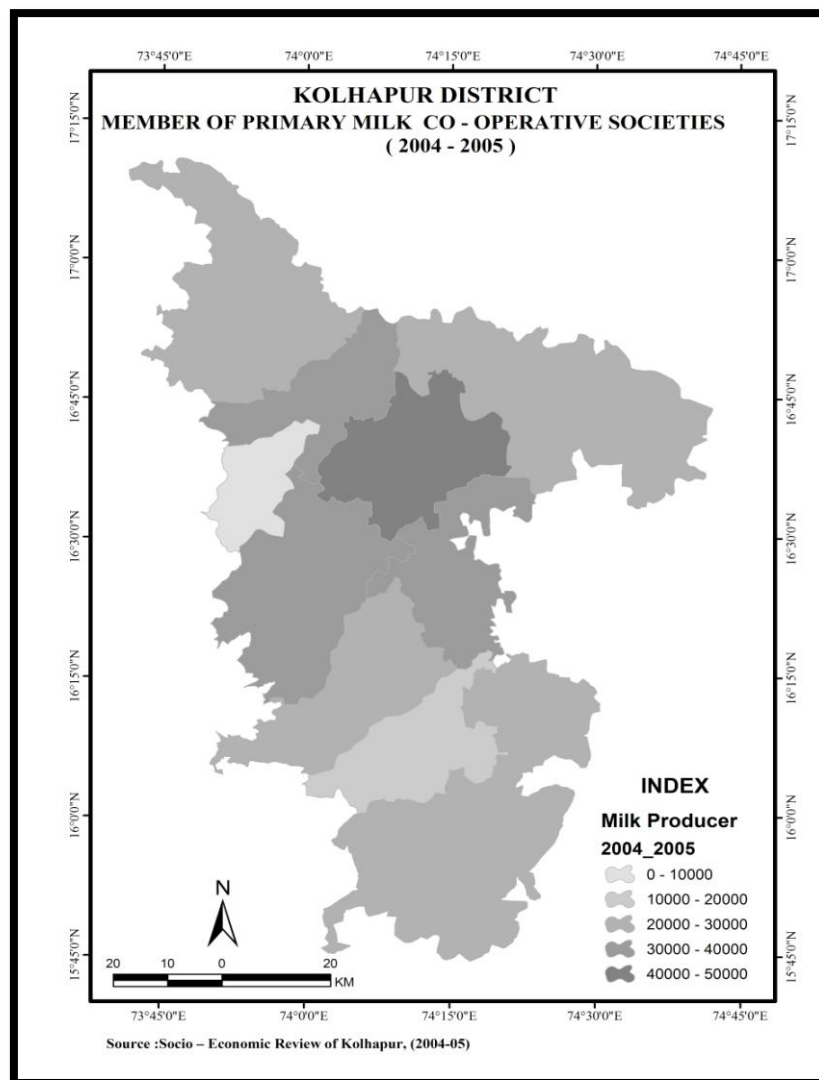 73°45'0"E 74°0'0"E 74°15'0"E 74°30'0"E 74°45'0"E
KOLHAPUR DISTRICT
MEMBER OF PRIMARY MILK CO - OPERATIVE SOCIETIES
( 2004 - 2005 )
17°15'0"N 17°15'0"N
17°0'0"N 17°0'0"N
16°45'0"N 16°45'0"N
16°30'0"N 16°30'0"N
16°15'0"N 16°15'0"N
16°0'0"N 16°0'0"N
15°45'0"N 15°45'0"N
INDEX
Milk Producer
2004_2005
0 - 10000
10000 - 20000
20000 - 30000
30000 - 40000
40000 - 50000
N
20 10 0 20
KM
73°45'0"E 74°0'0"E 74°15'0"E 74°30'0"E 74°45'0"E
Source :Socio – Economic Review of Kolhapur, (2004-05)